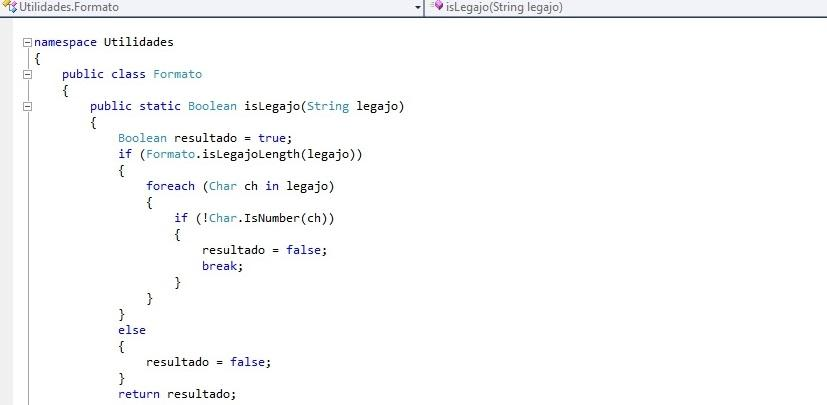 Utilidades.Formato isLegajo(String legajo)
namespace Utilidades
{
public class Formato
{
public static Boolean isLegajo(String legajo)
{
Boolean resultado = true;
if (Formato.isLegajoLength(legajo))
{
foreach (Char ch in legajo)
{
if (!Char.IsNumber(ch))
{
resultado = false;
break;
}
}
}
else
{
resultado = false;
}
return resultado;